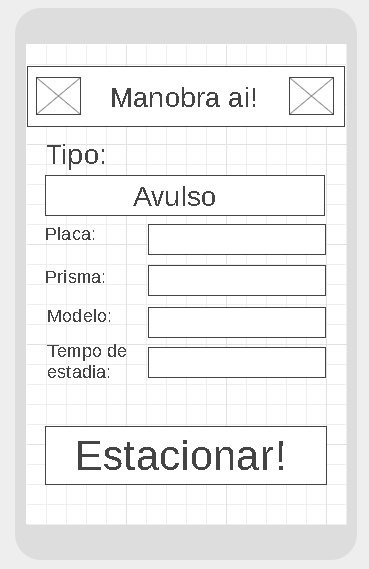 Manobra ai!
Tipo:
Avulso
Placa:
Prisma:
Modelo:
Tempo de
estadia:
Estacionar!